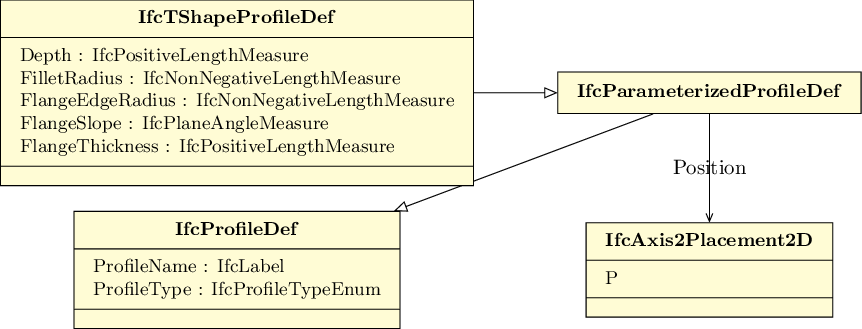 IfcTShapeProfileDef
Depth : IfcPositiveLengthMeasure
FilletRadius : IfcNonNegativeLengthMeasure
FlangeEdgeRadius : IfcNonNegativeLengthMeasure
FlangeSlope : IfcPlaneAngleMeasure
FlangeThickness : IfcPositiveLengthMeasure
IfcParameterizedProfileDef
Position
IfcProfileDef
ProfileName : IfcLabel
ProfileType : IfcProfileTypeEnum
IfcAxis2Placement2D
P